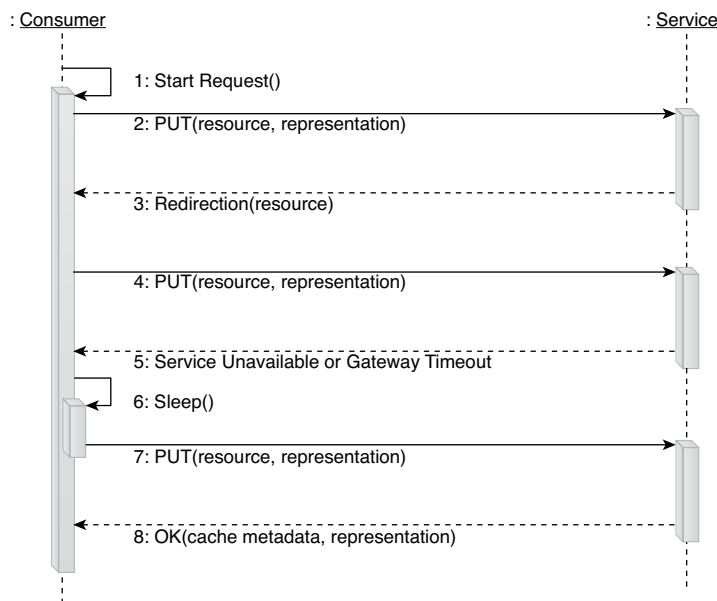 : Consumer
: Service
1: Start Request()
2: PUT(resource, representation)
3: Redirection(resource)
4: PUT(resource, representation)
5: Service Unavailable or Gateway Timeout
6: Sleep()
7: PUT(resource, representation)
8: OK(cache metadata, representation)